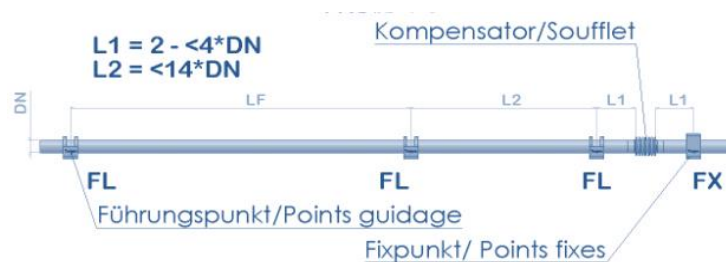 Kompensator/Soufflet
L1 = 2 - <4*DN
L2 = <14*DN
DN
LF
L2
L1
L1
FL
FL
FL
FX
Führungspunkt/Points guidage
Fixpunkt/ Points fixes